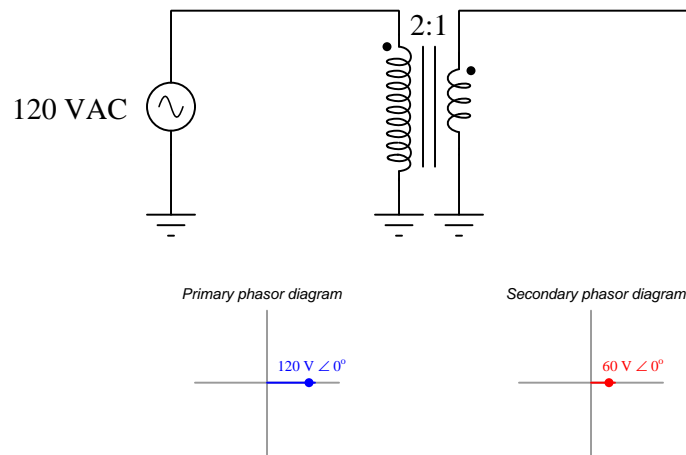 2:1
120 VAC
Primary phasor diagram
Secondary phasor diagram
120 V ∠ 0°
60 V ∠ 0°